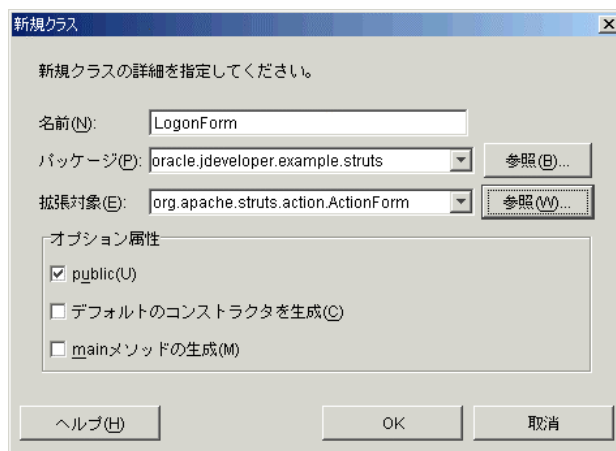 新規クラス
新規クラスの詳細を指定してください。
名前(N): LogonForm
パッケージ(P): oracle.jdeveloper.example.struts 参照(B)...
拡張対象(E): org.apache.struts.action.ActionForm 参照(W)...
オプション属性
public(U)
デフォルトのコンストラクタを生成(C)
mainメソッドの生成(M)
ヘルプ(H) OK 取消